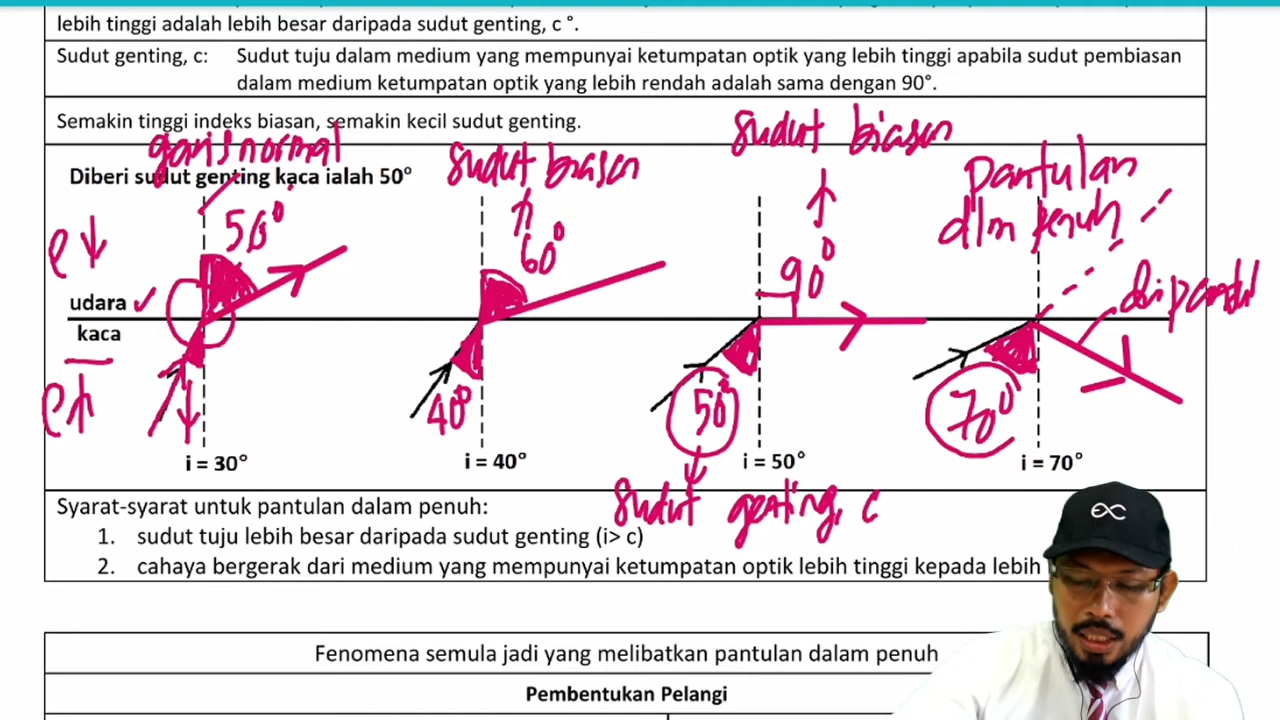 lebih tinggi adalah lebih besar daripada sudut genting, c °.
Sudut genting, c: Sudut tuju dalam medium yang mempunyai ketumpatan optik yang lebih tinggi apabila sudut pembiasan
dalam medium ketumpatan optik yang lebih rendah adalah sama dengan 90°.
Semakin tinggi indeks biasan, semakin kecil sudut genting.
garis normal
sudut biasan
sudut biasan
Pantulan
dlm penuh
Diberi sudut genting kaca ialah 50°
60°
90°
dipantul
udara
kaca
40°
50°
70°
i = 30°
i = 40°
i = 50°
i = 70°
sudut genting, c
Syarat-syarat untuk pantulan dalam penuh:
1. sudut tuju lebih besar daripada sudut genting (i> c)
2. cahaya bergerak dari medium yang mempunyai ketumpatan optik lebih tinggi kepada lebih
Fenomena semula jadi yang melibatkan pantulan dalam penuh
Pembentukan Pelangi